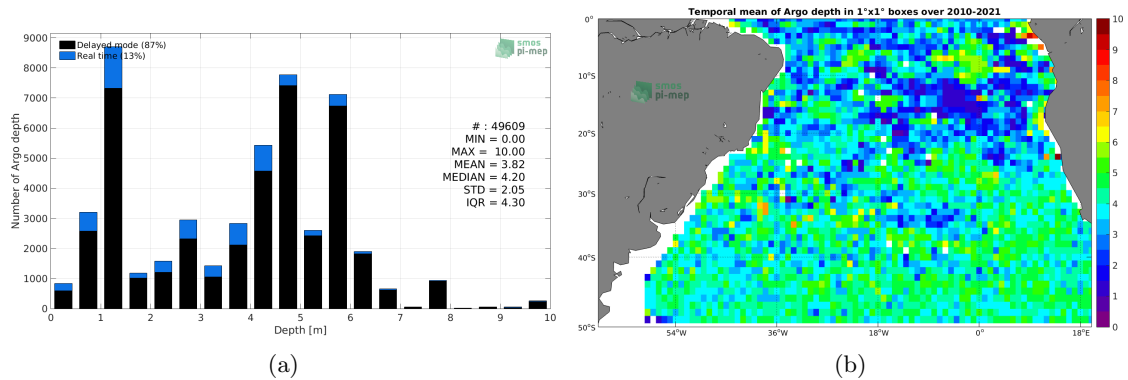 Delayed mode (87%)
Real time (13%)
smos
pi-mep
9000
8000
7000
6000
5000
4000
3000
2000
1000
0
Number of Argo depth
# : 49609
MIN = 0.00
MAX = 10.00
MEAN = 3.82
MEDIAN = 4.20
STD = 2.05
IQR = 4.30
0 1 2 3 4 5 6 7 8 9 10
Depth [m]
(a)
Temporal mean of Argo depth in 1°x1° boxes over 2010-2021
smos
pi-mep
0°
10°S
20°S
30°S
40°S
50°S
54°W 36°W 18°W 0° 18°E
10
9
8
7
6
5
4
3
2
1
0
(b)